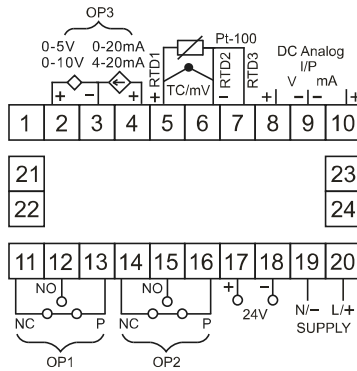 OP3
0-5V 0-20mA
0-10V 4-20mA
+ − +
RTD1
+
Pt-100
TC/mV
−
RTD2
RTD3
DC Analog
I/P
V mA
+ − +
1 2 3 4 5 6 7 8 9 10
21 23
22 24
11 12 13 14 15 16 17 18 19 20
NO NO + −
NC P NC P 24V N/− L/+
SUPPLY
OP1 OP2